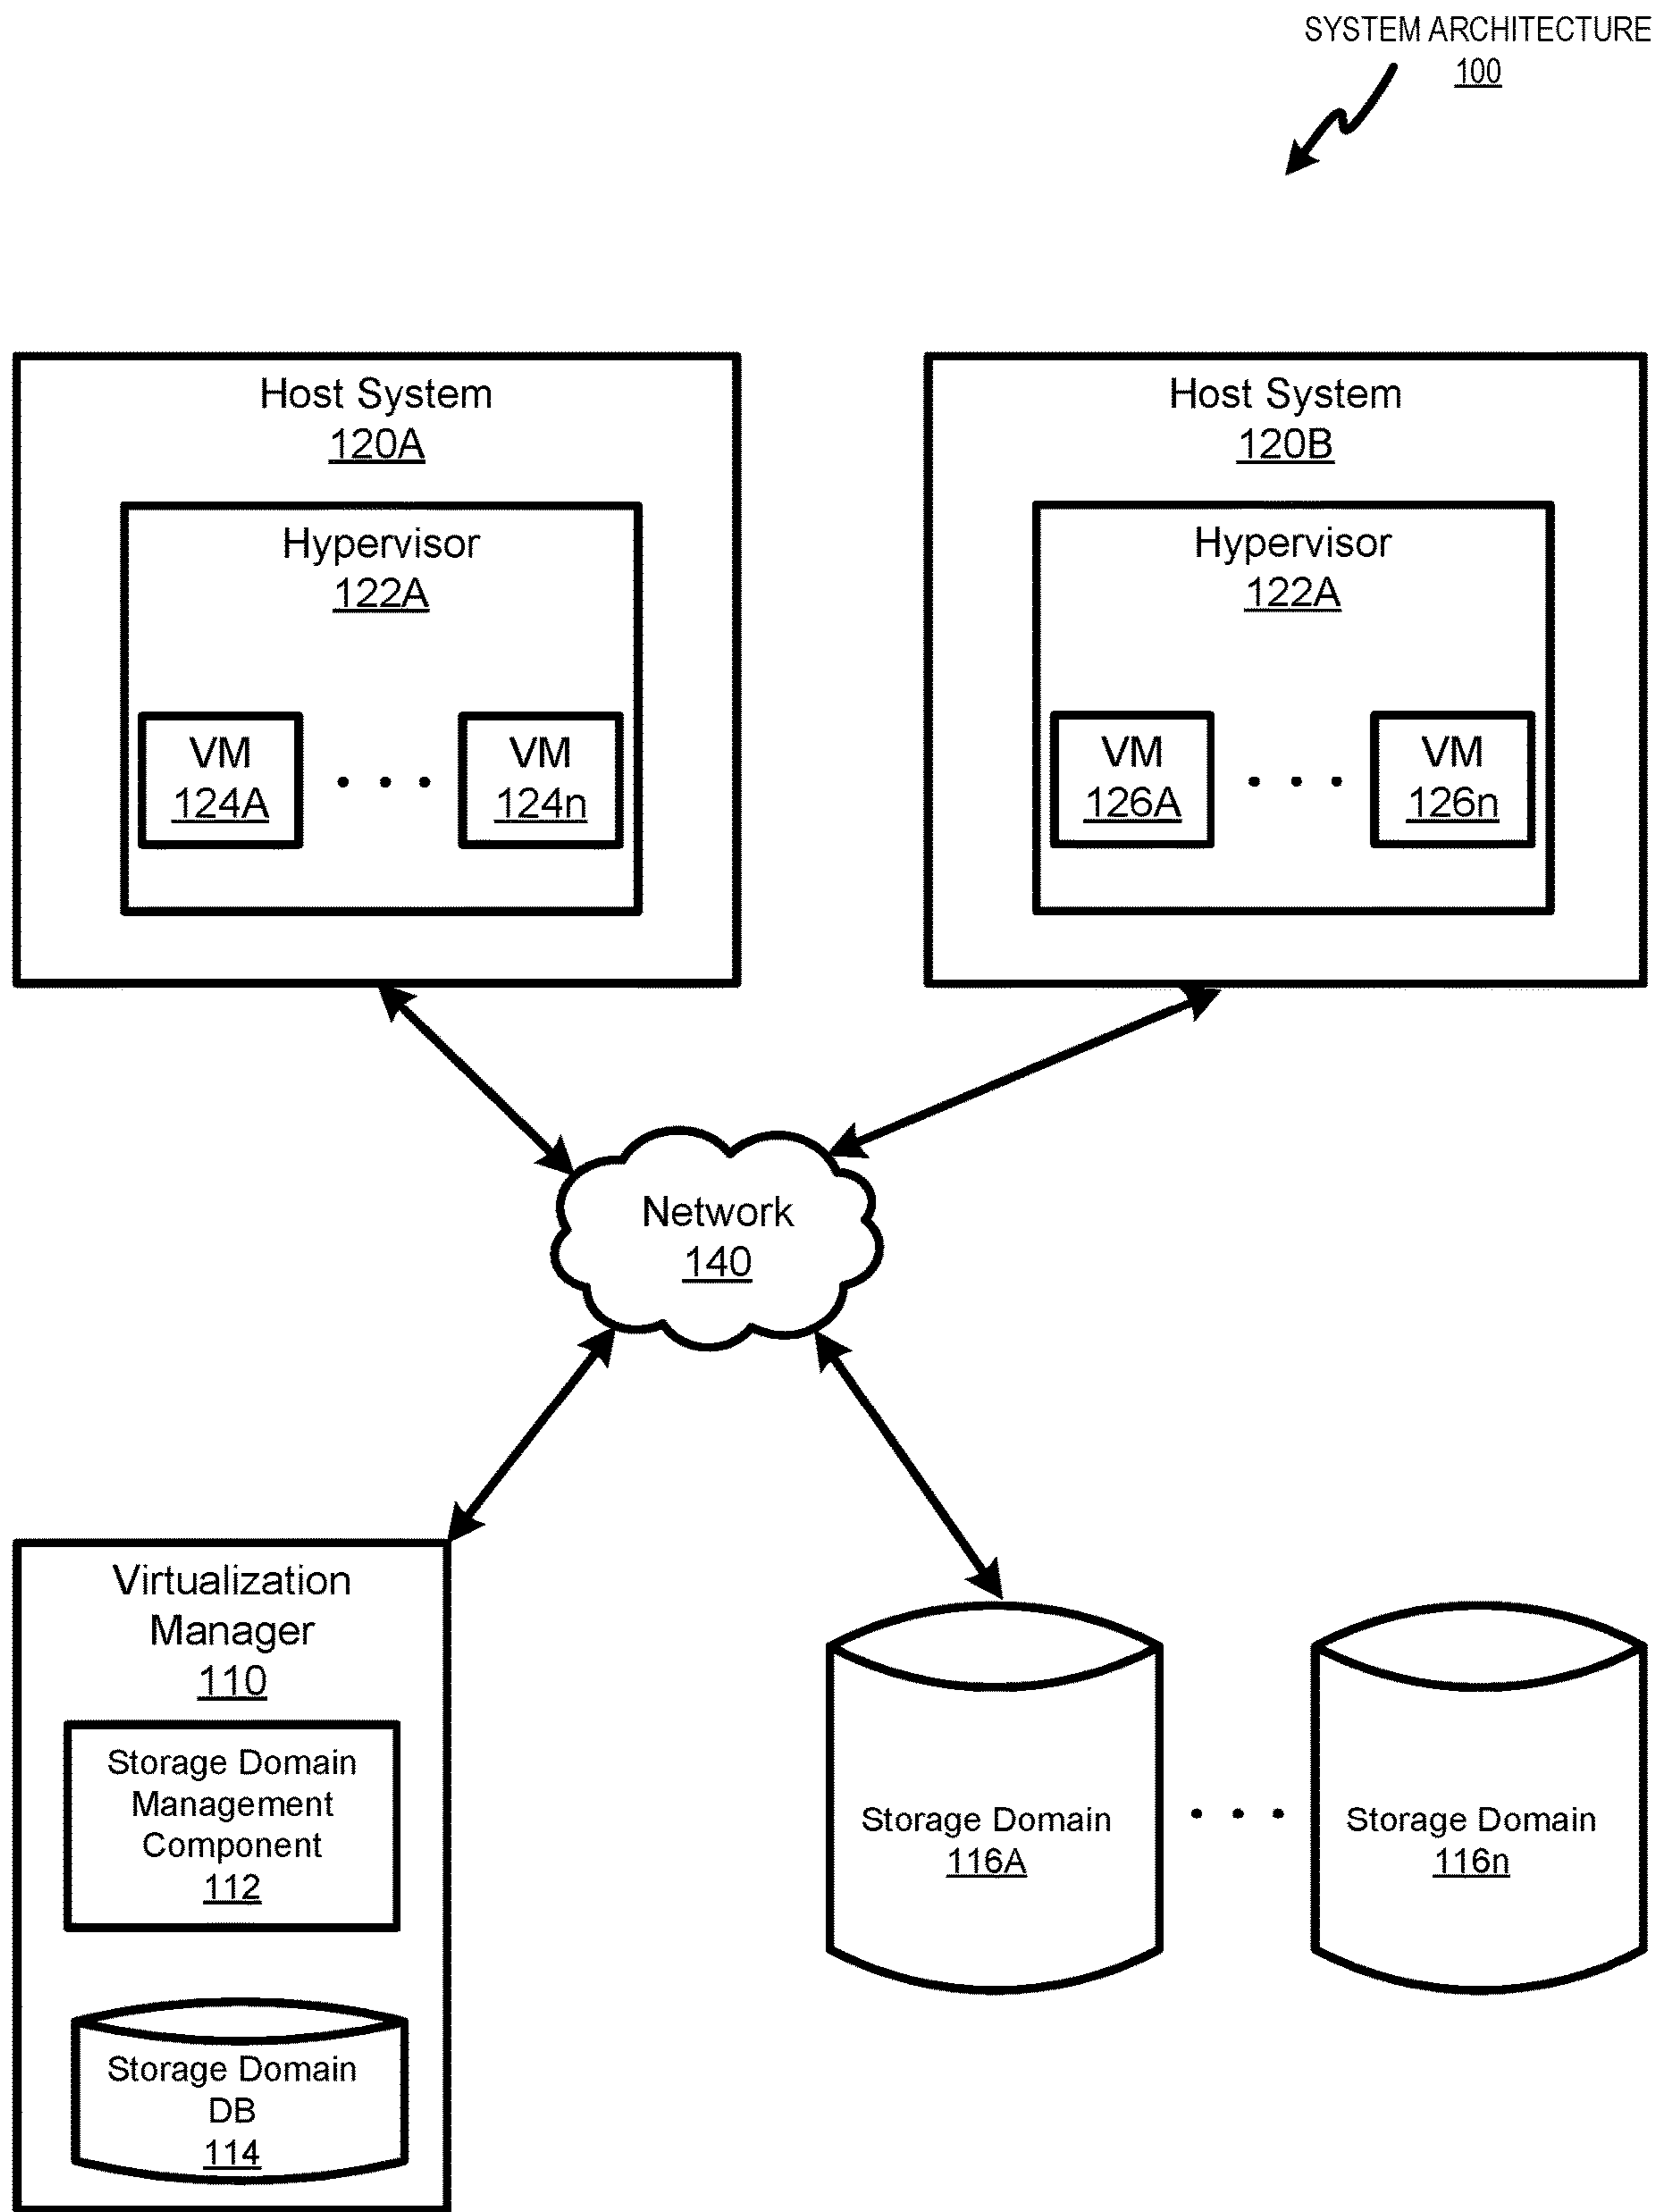 SYSTEM ARCHITECTURE
100
Host System
120A
Hypervisor
122A
VM
124A
. . .
VM
124n
Host System
120B
Hypervisor
122A
VM
126A
. . .
VM
126n
Network
140
Virtualization
Manager
110
Storage Domain
Management
Component
112
Storage Domain
DB
114
Storage Domain
116A
. . .
Storage Domain
116n